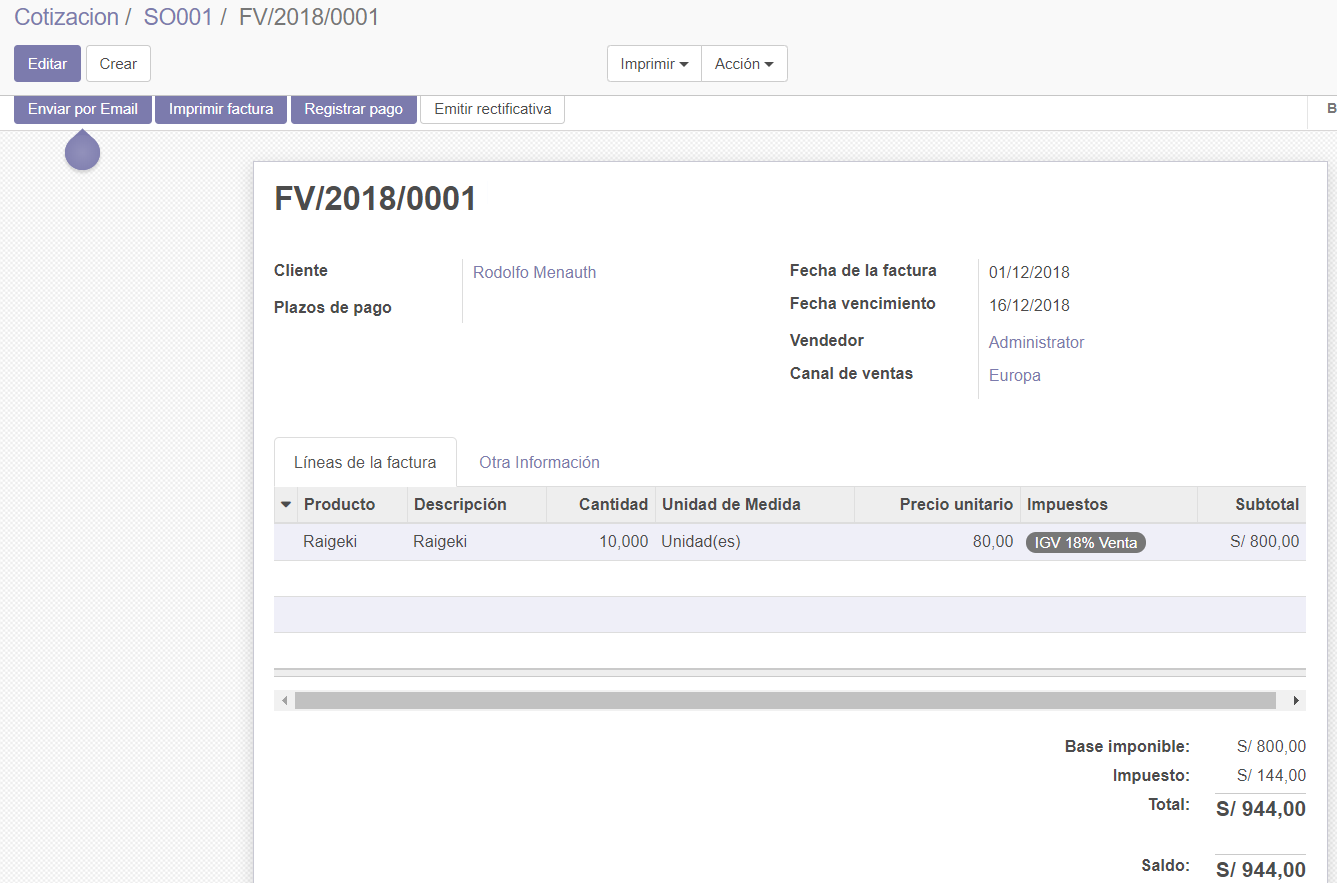 Cotizacion / SO001 / FV/2018/0001
Editar Crear Imprimir Acción
Enviar por Email Imprimir factura Registrar pago Emitir rectificativa B
FV/2018/0001
Cliente Rodolfo Menauth
Plazos de pago
Fecha de la factura 01/12/2018
Fecha vencimiento 16/12/2018
Vendedor Administrator
Canal de ventas Europa
Líneas de la factura Otra Información
Producto Descripción Cantidad Unidad de Medida Precio unitario Impuestos Subtotal
Raigeki Raigeki 10,000 Unidad(es) 80,00 IGV 18% Venta S/ 800,00
Base imponible: S/ 800,00
Impuesto: S/ 144,00
Total: S/ 944,00
Saldo: S/ 944,00